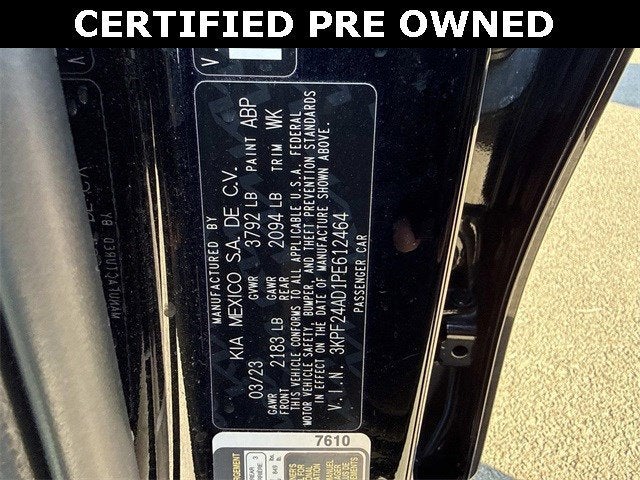 CERTIFIED PRE OWNED
MANUFACTURED BY
KIA MEXICO S.A. DE C.V.
03/23 GVWR 3792 LB PAINT ABP
GAWR FRONT 2183 LB GAWR REAR 2094 LB TRIM WK
THIS VEHICLE CONFORMS TO ALL APPLICABLE U.S.A. FEDERAL
MOTOR VEHICLE SAFETY, BUMPER, AND THEFT PREVENTION STANDARDS
IN EFFECT ON THE DATE OF MANUFACTURE SHOWN ABOVE.
V.I.N. 3KPF24AD1PE612464
PASSENGER CAR
7610